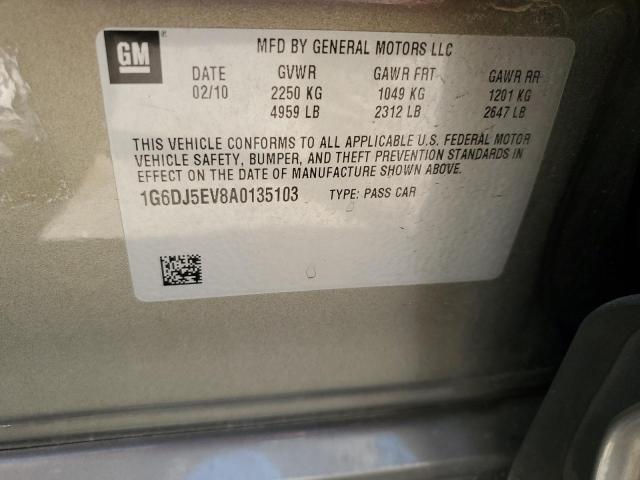 GM
MFD BY GENERAL MOTORS LLC
DATE GVWR GAWR FRT GAWR RR
02/10 2250 KG 1049 KG 1201 KG
4959 LB 2312 LB 2647 LB
THIS VEHICLE CONFORMS TO ALL APPLICABLE U.S. FEDERAL MOTOR
VEHICLE SAFETY, BUMPER, AND THEFT PREVENTION STANDARDS IN
EFFECT ON THE DATE OF MANUFACTURE SHOWN ABOVE.
1G6DJ5EV8A0135103 TYPE: PASS CAR